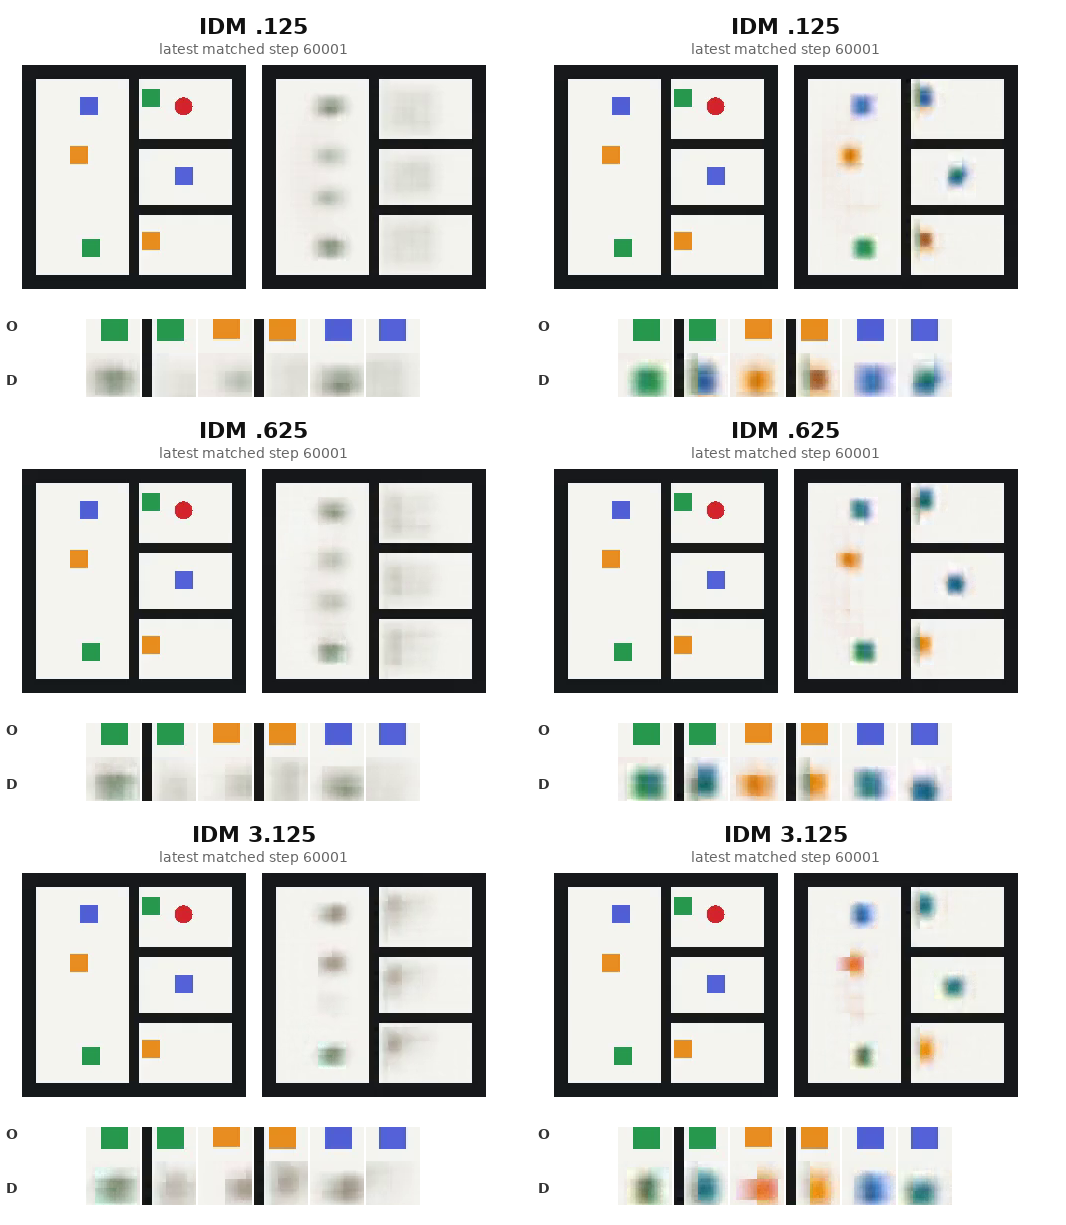 IDM .125
latest matched step 60001
IDM .125
latest matched step 60001
O
D
O
D
IDM .625
latest matched step 60001
IDM .625
latest matched step 60001
O
D
O
D
IDM 3.125
latest matched step 60001
IDM 3.125
latest matched step 60001
O
D
O
D